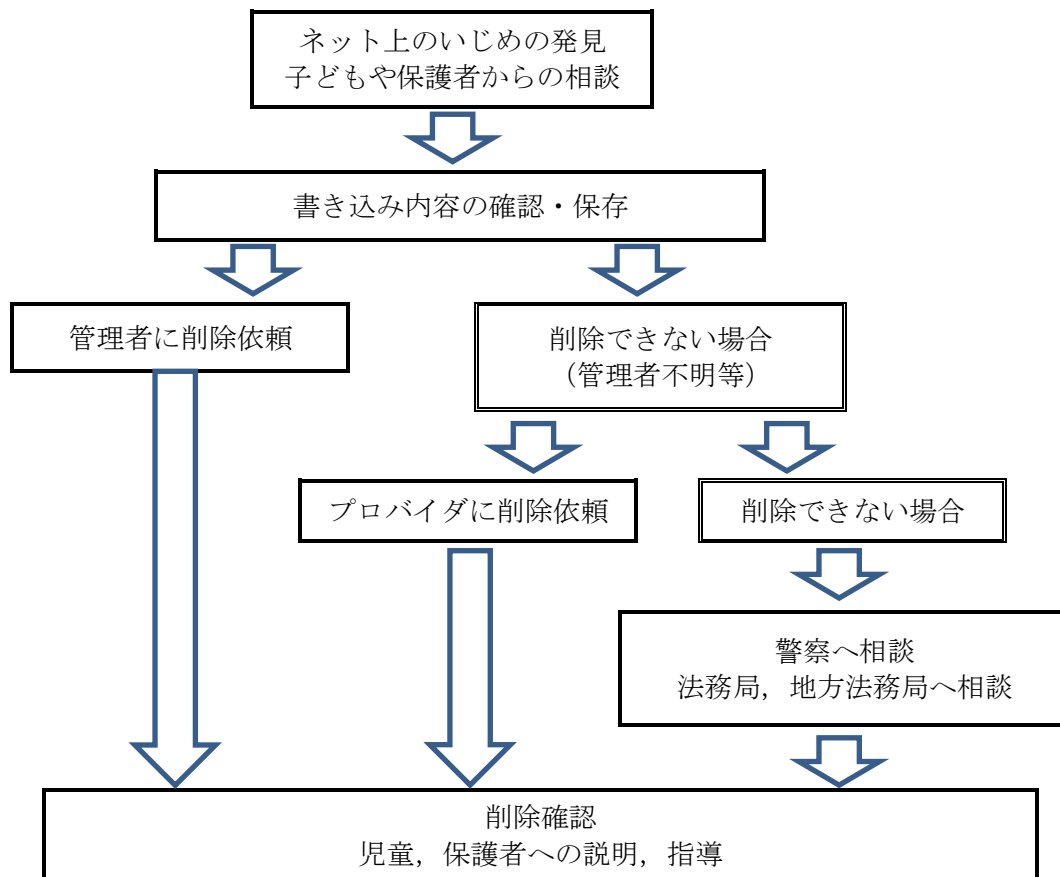 ネット上のいじめの発見
子どもや保護者からの相談
書き込み内容の確認・保存
管理者に削除依頼
削除できない場合
（管理者不明等）
プロバイダに削除依頼
削除できない場合
警察へ相談
法務局，地方法務局へ相談
削除確認
児童，保護者への説明，指導